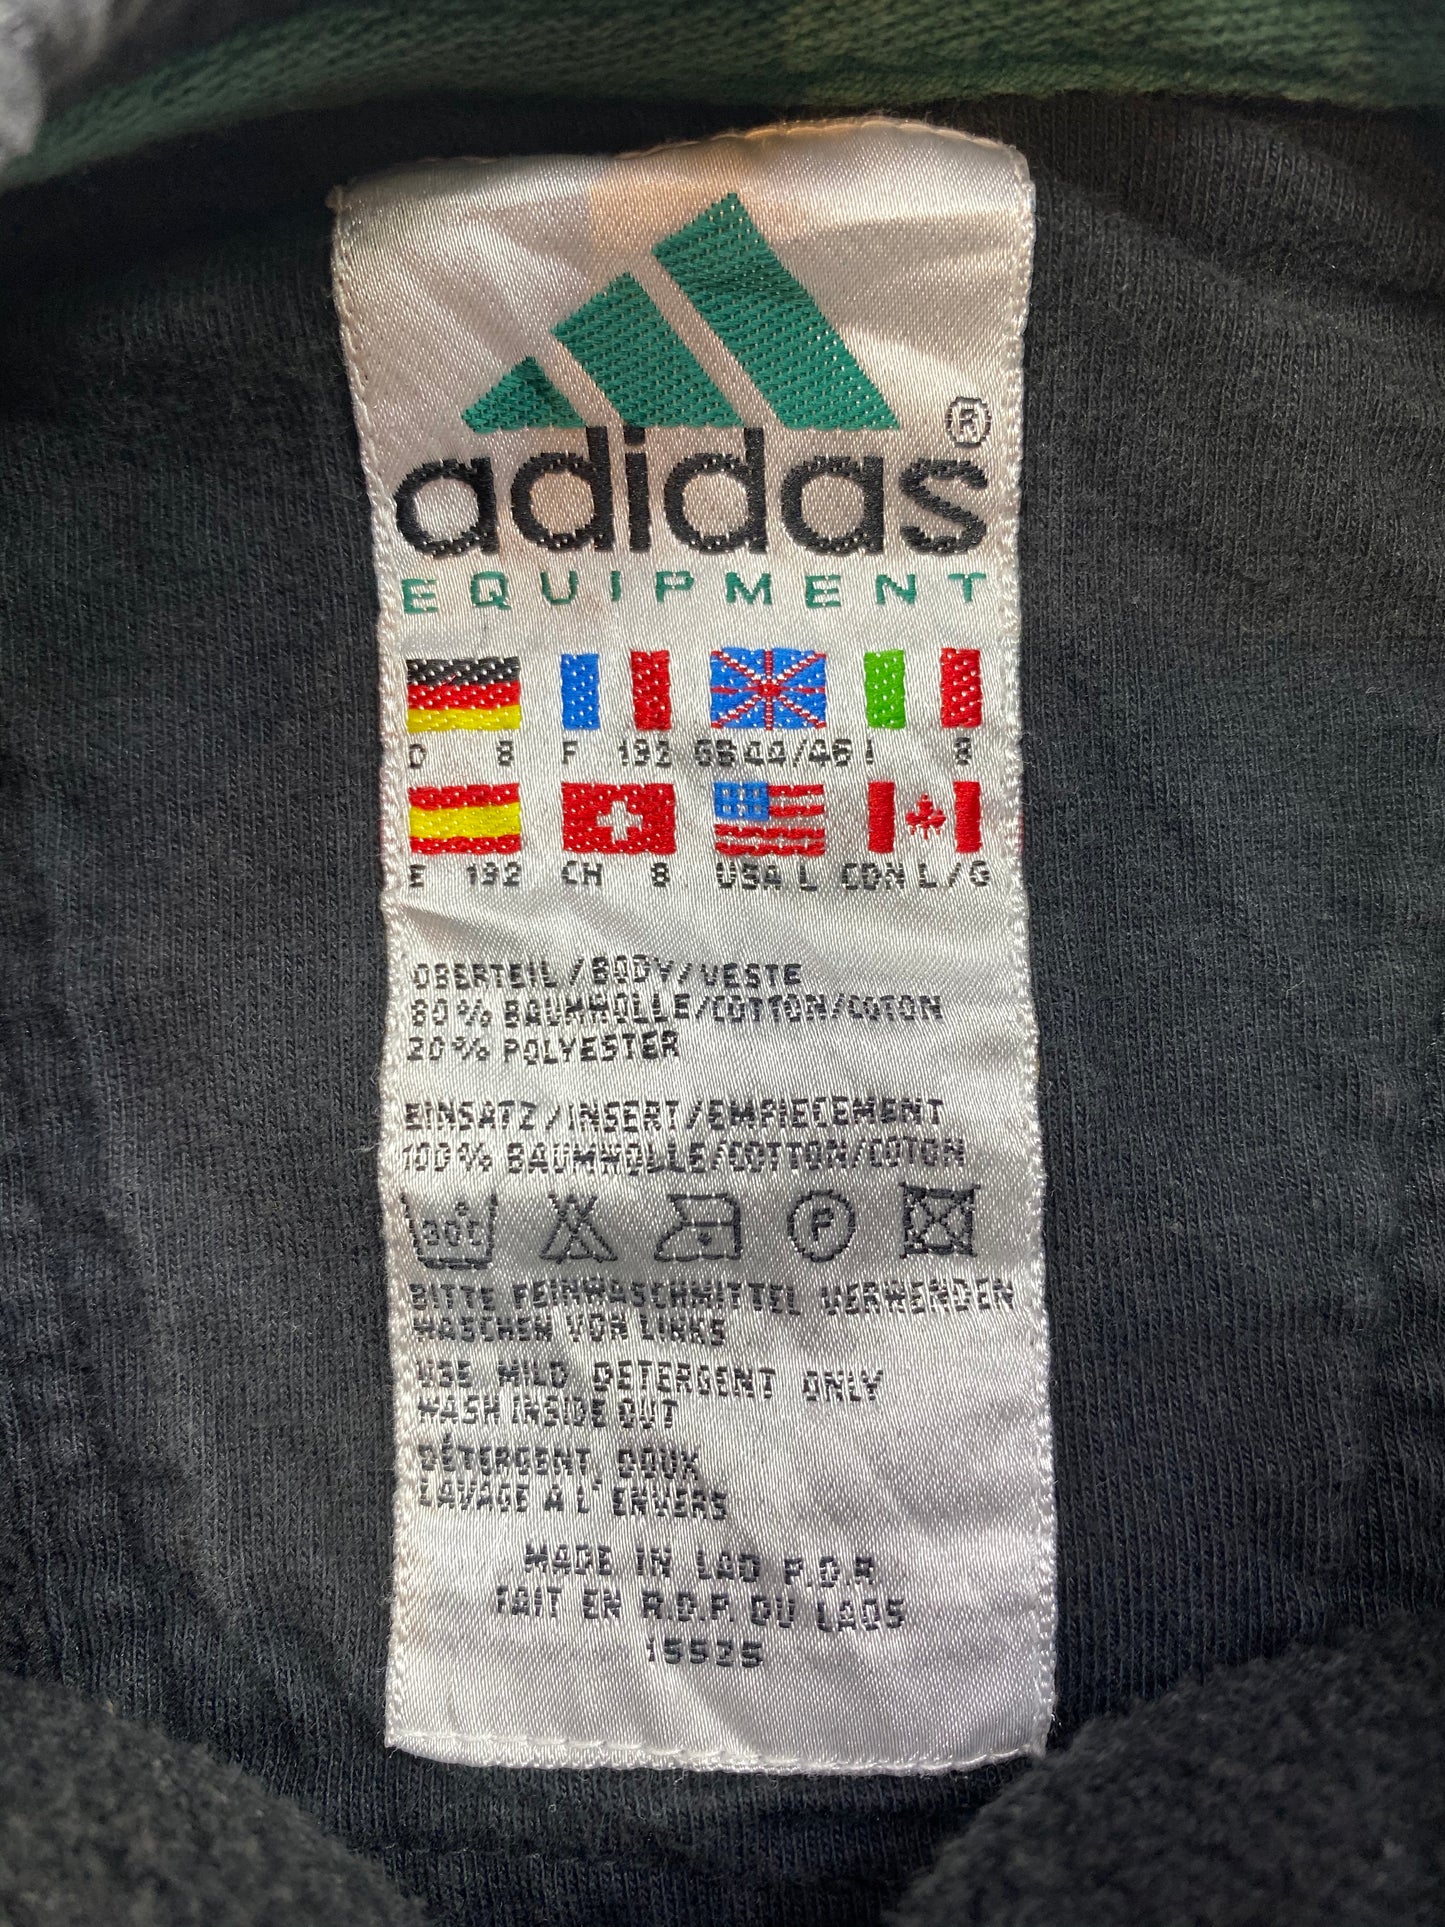 adidas ®
EQUIPMENT
D 8 F 192 GB 44/46 I 8
E 192 CH 8 USA L CDN L/G
OBERTEIL/BODY/VESTE
80% BAUMWOLLE/COTTON/COTON
20% POLYESTER
EINSATZ/INSERT/EMPIECEMENT
100% BAUMWOLLE/COTTON/COTON
30°C P
BITTE FEINWASCHMITTEL VERWENDEN
WASCHEN VON LINKS
USE MILD DETERGENT ONLY
WASH INSIDE OUT
DÉTERGENT DOUX
LAVAGE A L'ENVERS
MADE IN LAO P.D.R
FAIT EN R.D.P. DU LAOS
15525